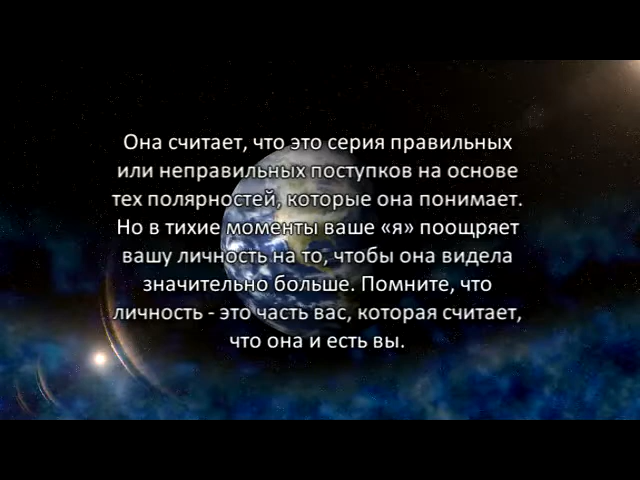 Она считает, что это серия правильных
или неправильных поступков на основе
тех полярностей, которые она понимает.
Но в тихие моменты ваше «я» поощряет
вашу личность на то, чтобы она видела
значительно больше. Помните, что
личность - это часть вас, которая считает,
что она и есть вы.